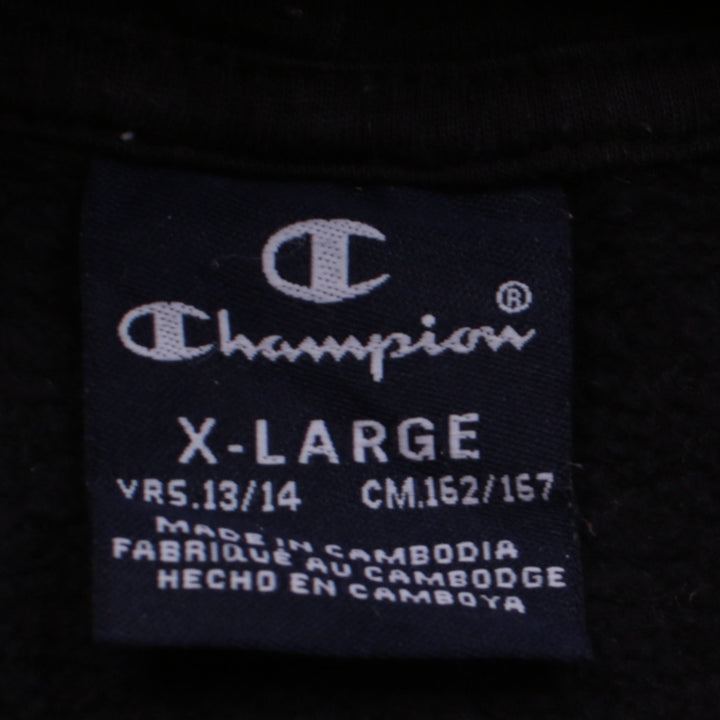 Champion®
X-LARGE
YRS.13/14 CM.162/167
MADE IN CAMBODIA
FABRIQUÉ AU CAMBODGE
HECHO EN CAMBOYA